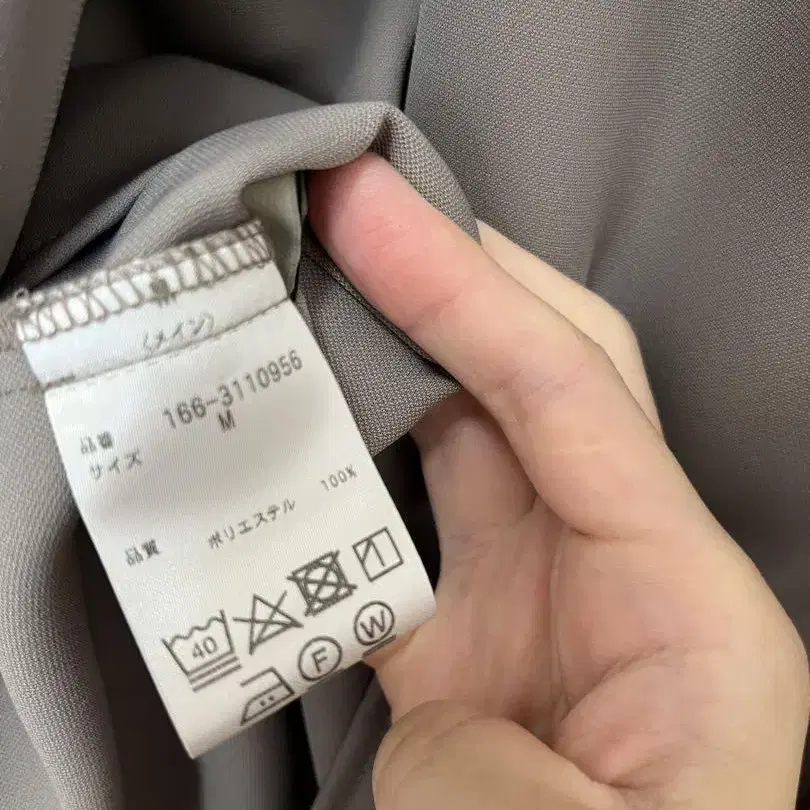 (メイン)
品番 166-3110956
サイズ M
品質 ポリエステル 100%
40
F W